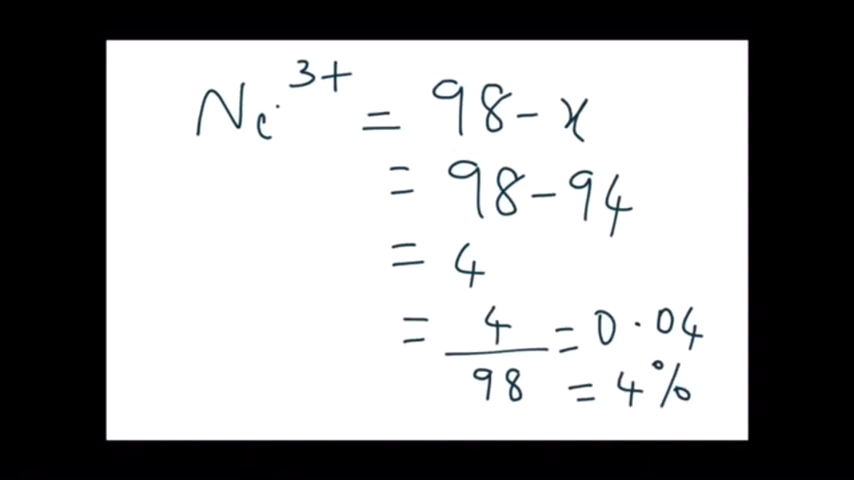 Ni³⁺ = 98 - x
= 98 - 94
= 4
= 4/98 = 0.04
= 4%